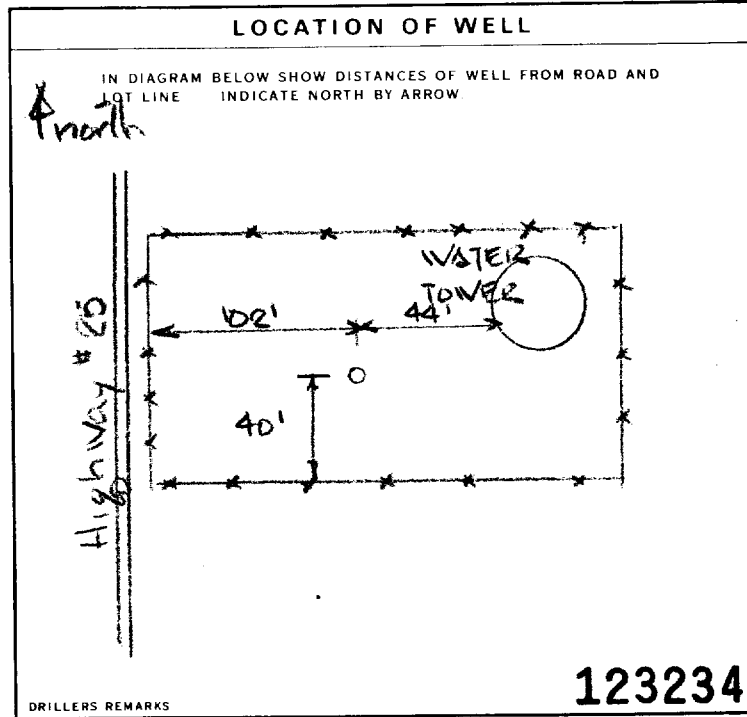 LOCATION OF WELL
IN DIAGRAM BELOW SHOW DISTANCES OF WELL FROM ROAD AND
LOT LINE INDICATE NORTH BY ARROW
north
WATER
TOWER
102'
44'
40'
Highway #25
DRILLERS REMARKS
123234